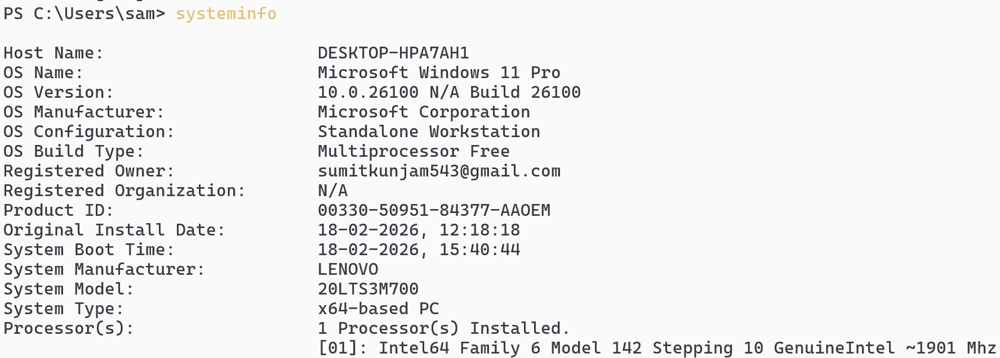 PS C:\Users\sam> systeminfo
Host Name: DESKTOP-HPA7AH1
OS Name: Microsoft Windows 11 Pro
OS Version: 10.0.26100 N/A Build 26100
OS Manufacturer: Microsoft Corporation
OS Configuration: Standalone Workstation
OS Build Type: Multiprocessor Free
Registered Owner: sumitkunjam543@gmail.com
Registered Organization: N/A
Product ID: 00330-50951-84377-AAOEM
Original Install Date: 18-02-2026, 12:18:18
System Boot Time: 18-02-2026, 15:40:44
System Manufacturer: LENOVO
System Model: 20LTS3M700
System Type: x64-based PC
Processor(s): 1 Processor(s) Installed.
[01]: Intel64 Family 6 Model 142 Stepping 10 GenuineIntel ~1901 Mhz